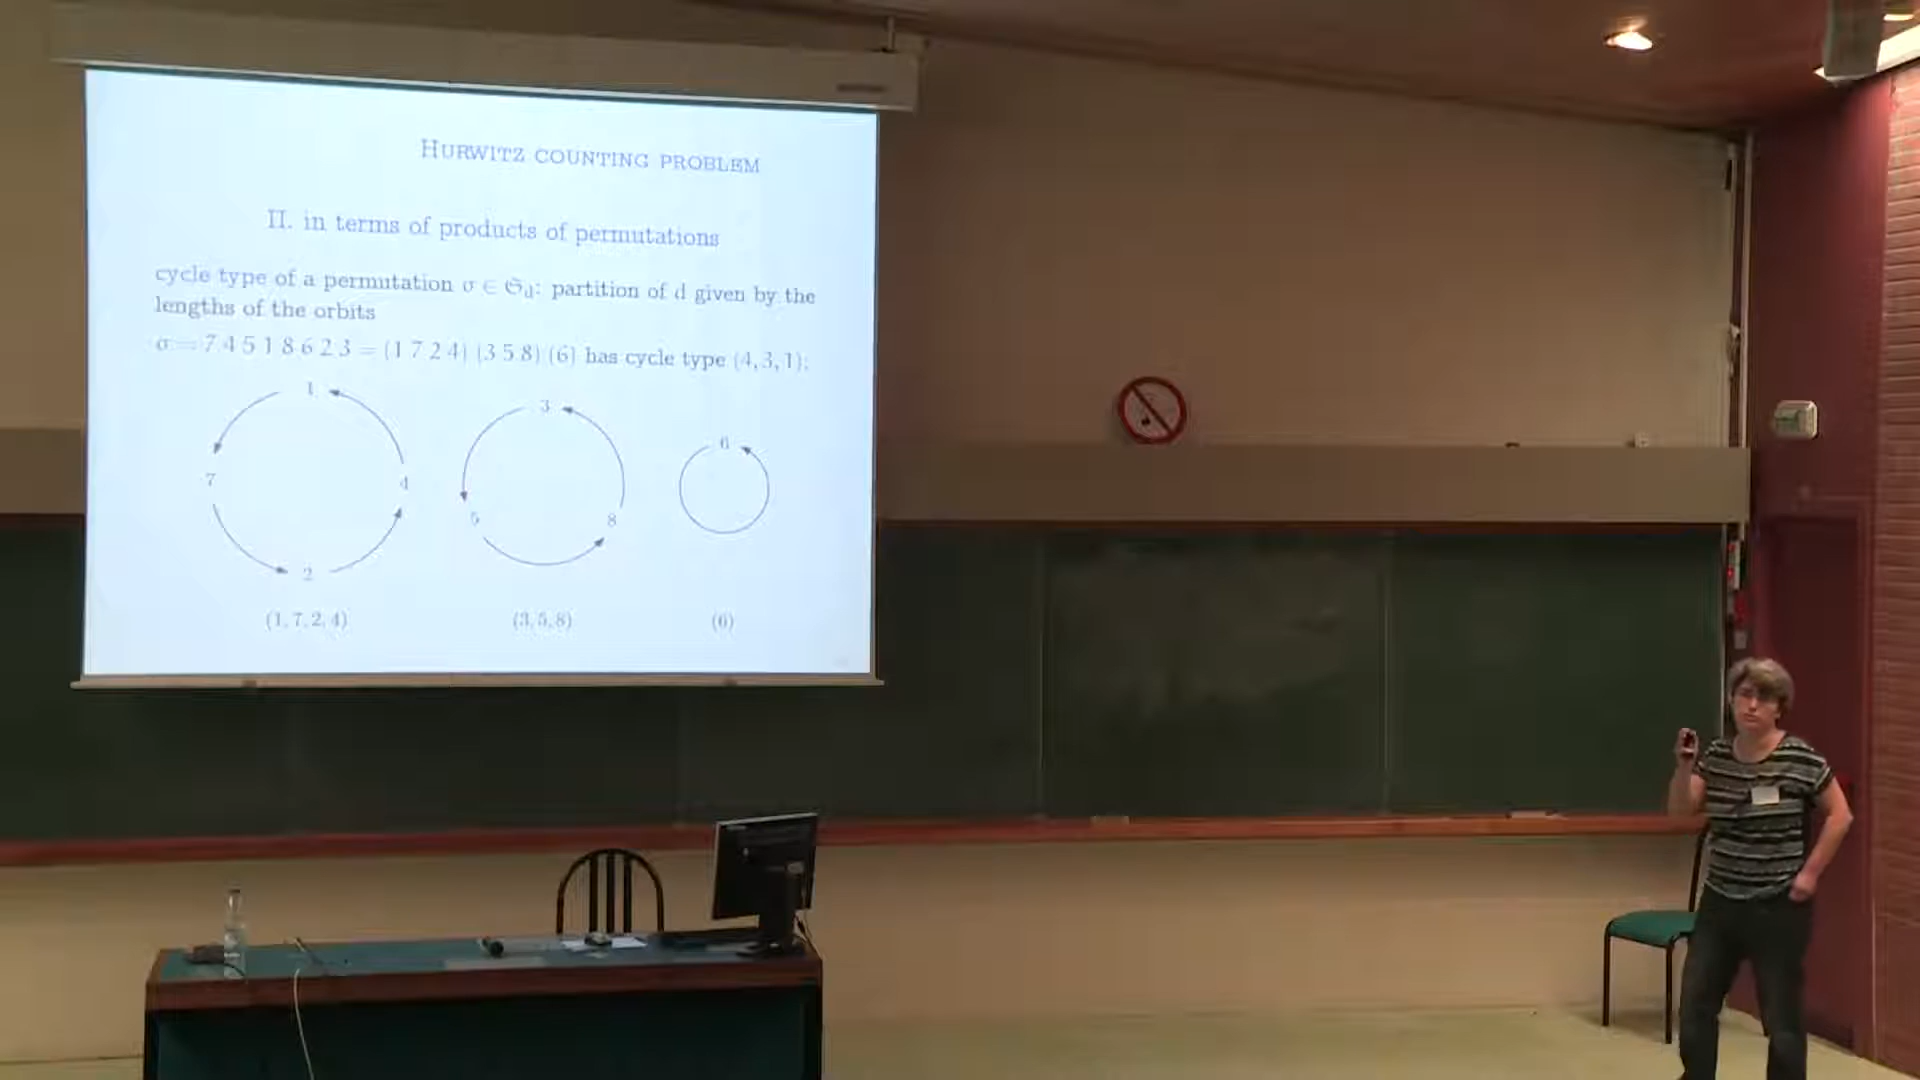 HURWITZ COUNTING PROBLEM
II. in terms of products of permutations
cycle type of a permutation σ ∈ 𝔖d: partition of d given by the
lengths of the orbits
σ = 7 4 5 1 8 6 2 3 = (1 7 2 4) (3 5 8) (6) has cycle type (4, 3, 1):
1
3
6
7
4
5
8
2
(1, 7, 2, 4)
(3, 5, 8)
(6)